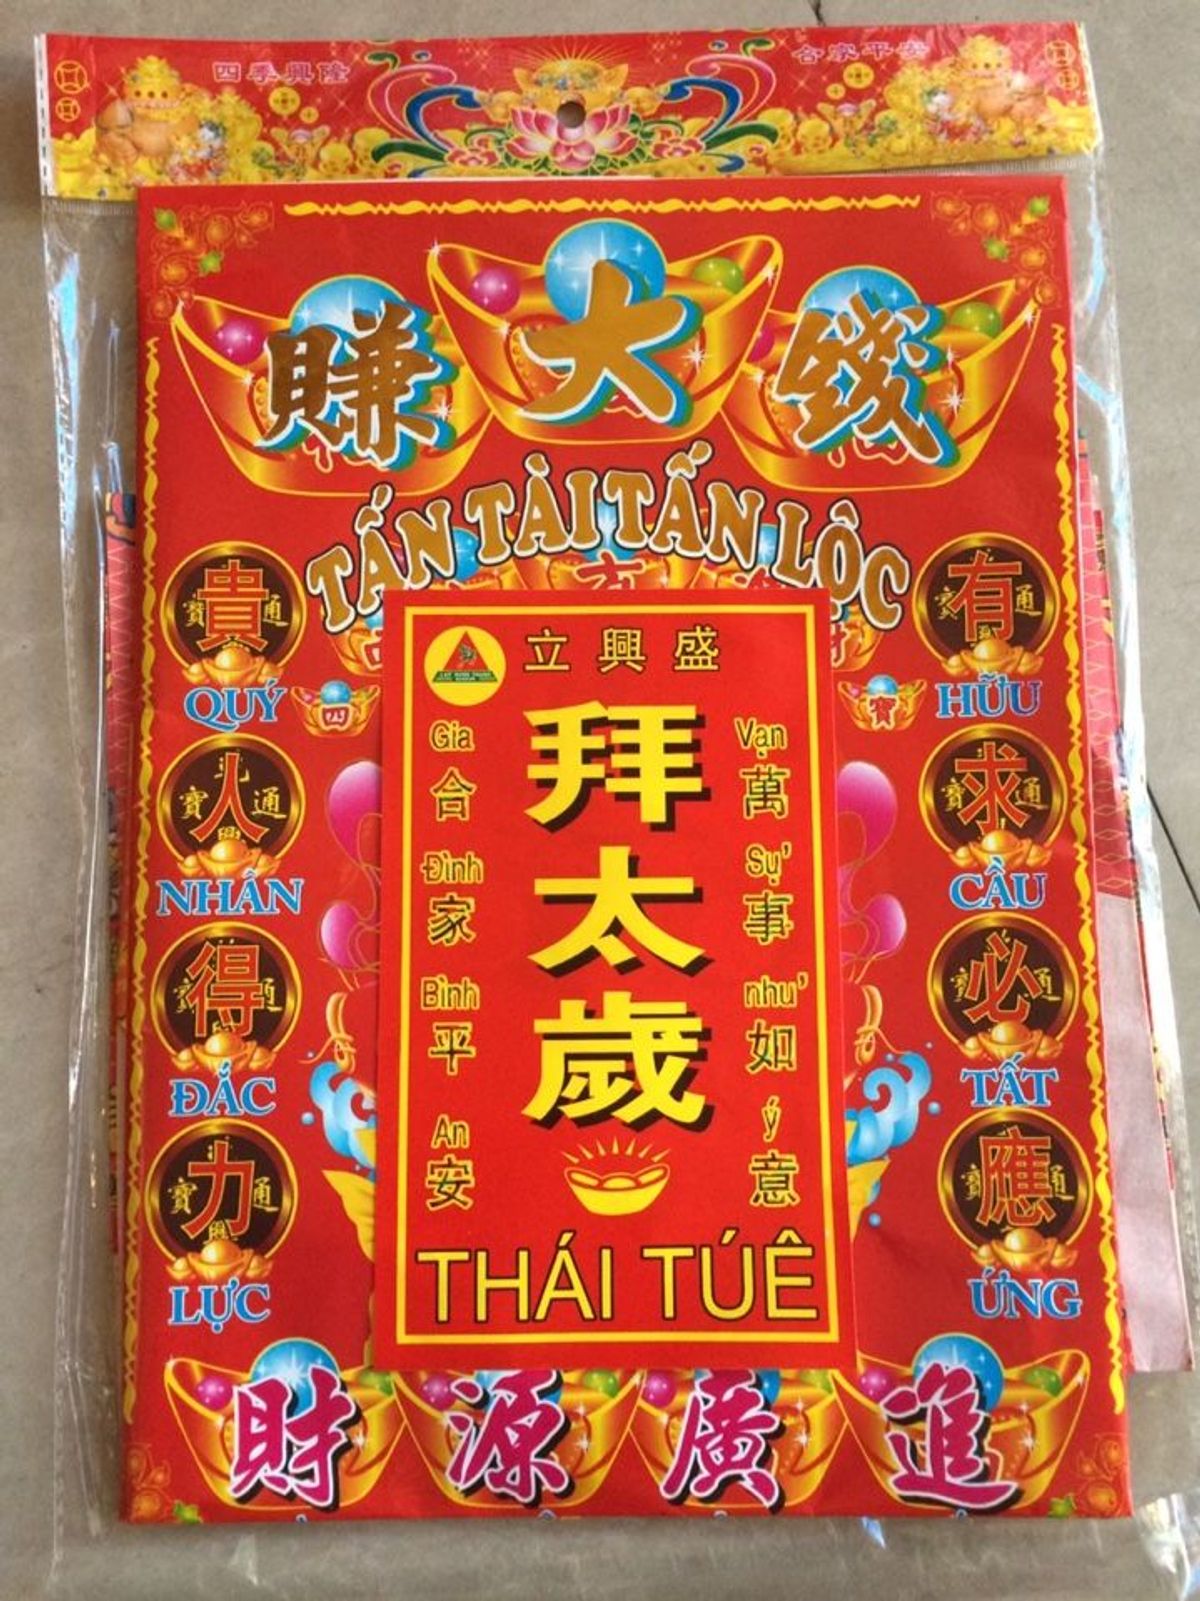 四季興隆
合家平安
賺大錢
TẤN TÀI TẤN LỘC
貴
QUÝ
人
NHÂN
得
ĐẮC
力
LỰC
立興盛
拜太歲
Gia
合
Đình
家
Bình
平
An
安
Vạn
萬
Sự
事
như
如
ý
意
THÁI TÚÊ
有
HỮU
求
CẦU
必
TẤT
應
ỨNG
四
寶
財源廣進